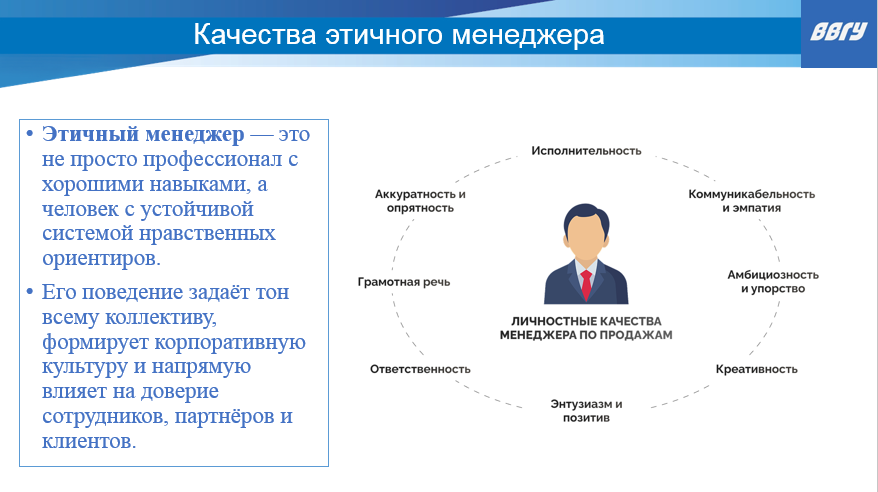 Качества этичного менеджера
ВВГУ
• Этичный менеджер — это
не просто профессионал с
хорошими навыками, а
человек с устойчивой
системой нравственных
ориентиров.
• Его поведение задаёт тон
всему коллективу,
формирует корпоративную
культуру и напрямую
влияет на доверие
сотрудников, партнёров и
клиентов.
Исполнительность
Аккуратность и
опрятность
Коммуникабельность
и эмпатия
Грамотная речь
Амбициозность
и упорство
ЛИЧНОСТНЫЕ КАЧЕСТВА
МЕНЕДЖЕРА ПО ПРОДАЖАМ
Ответственность
Креативность
Энтузиазм и
позитив